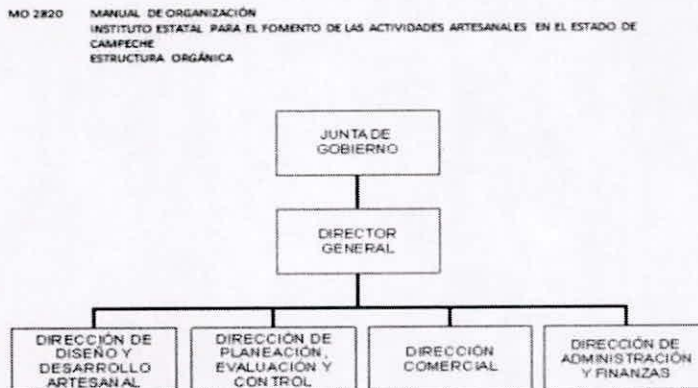 MO 2820 MANUAL DE ORGANIZACIÓN
INSTITUTO ESTATAL PARA EL FOMENTO DE LAS ACTIVIDADES ARTESANALES EN EL ESTADO DE
CAMPECHE
ESTRUCTURA ORGÁNICA
JUNTA DE
GOBIERNO
DIRECTOR
GENERAL
DIRECCIÓN DE
DISEÑO Y
DESARROLLO
ARTESANAL
DIRECCIÓN DE
PLANEACIÓN,
EVALUACIÓN Y
CONTROL
DIRECCIÓN
COMERCIAL
DIRECCIÓN DE
ADMINISTRACIÓN
Y FINANZAS